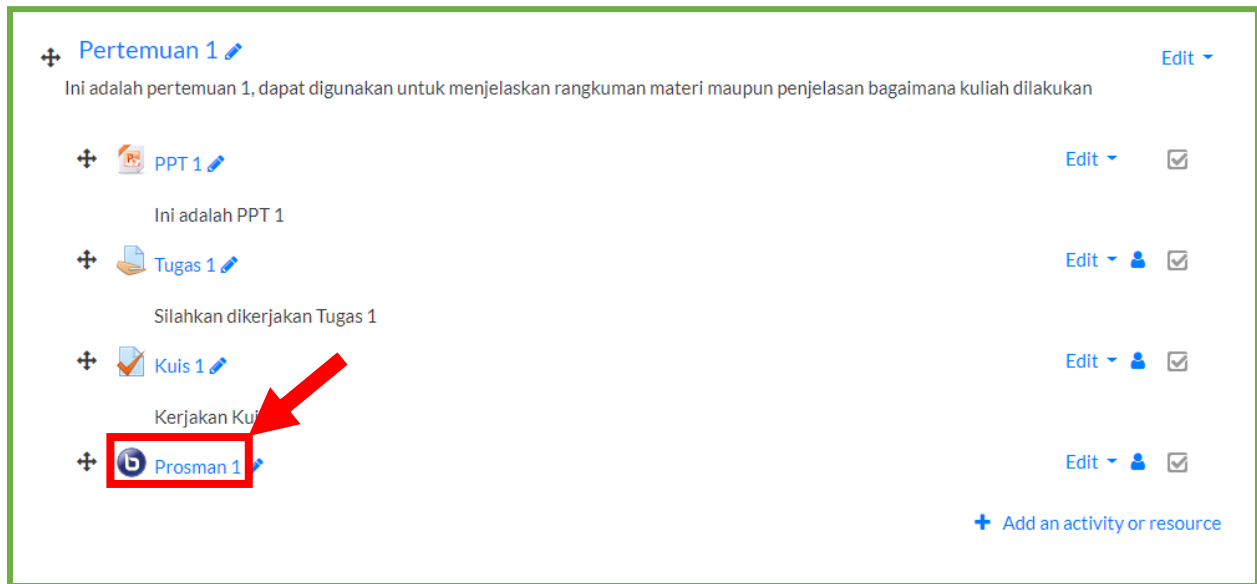 Pertemuan 1
Edit
Ini adalah pertemuan 1, dapat digunakan untuk menjelaskan rangkuman materi maupun penjelasan bagaimana kuliah dilakukan
PPT 1
Edit
Ini adalah PPT 1
Tugas 1
Edit
Silahkan dikerjakan Tugas 1
Kuis 1
Edit
Kerjakan
Prosman 1
Edit
Add an activity or resource